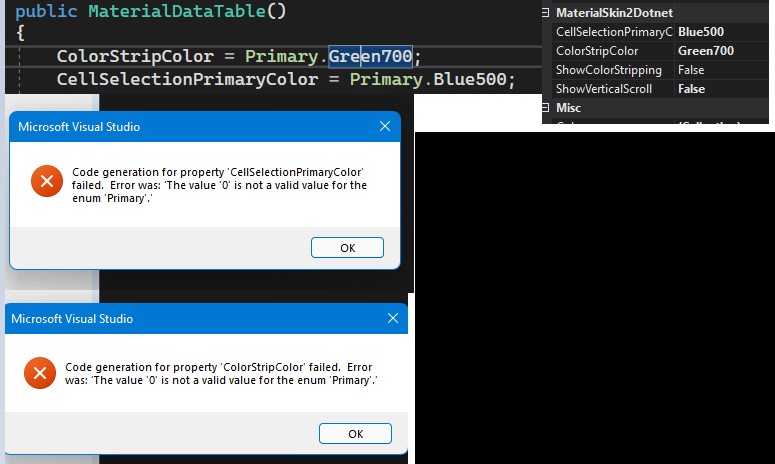 public MaterialDataTable()
{
ColorStripColor = Primary.Green700;
CellSelectionPrimaryColor = Primary.Blue500;
MaterialSkin2Dotnet
CellSelectionPrimaryC Blue500
ColorStripColor Green700
ShowColorStripping False
ShowVerticalScroll False
Misc
Microsoft Visual Studio
Code generation for property 'CellSelectionPrimaryColor'
failed. Error was: 'The value '0' is not a valid value for the
enum 'Primary'.'
OK
Microsoft Visual Studio
Code generation for property 'ColorStripColor' failed. Error
was: 'The value '0' is not a valid value for the enum 'Primary'.'
OK